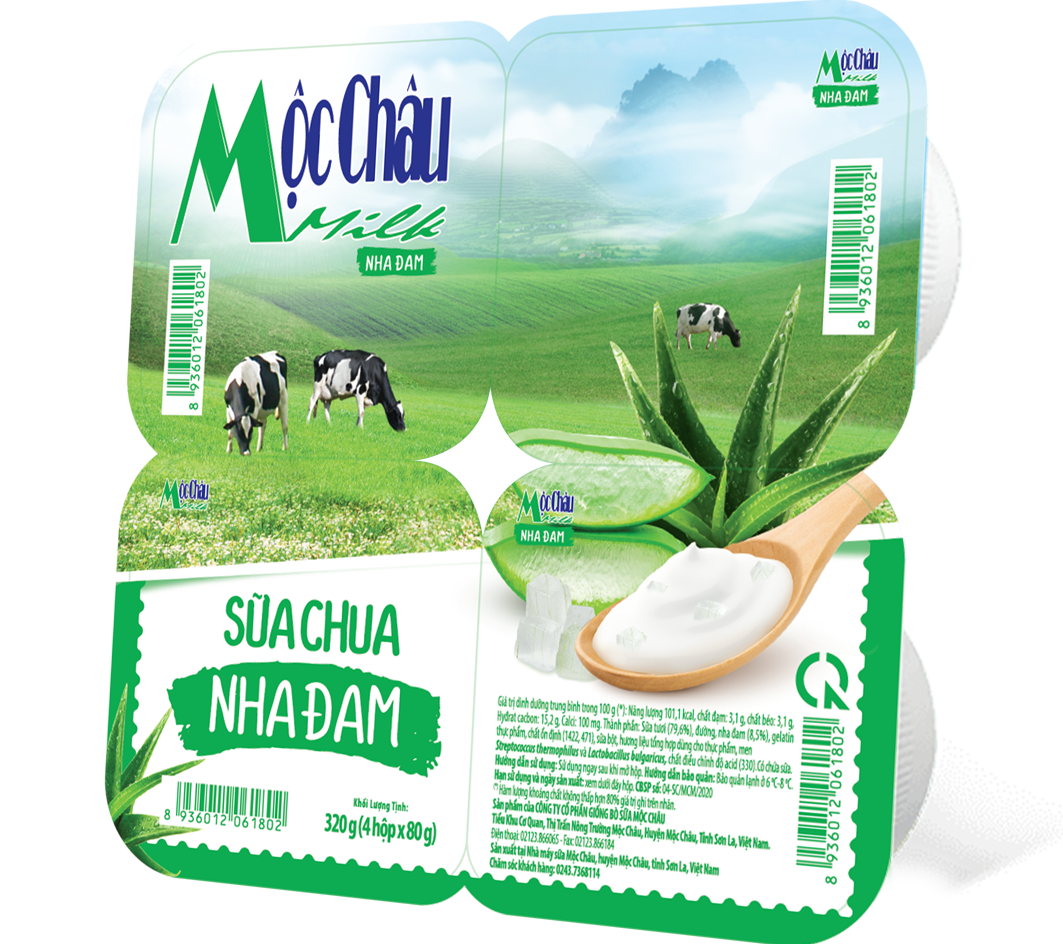 Mộc Châu
Milk
NHA ĐAM
8 936012 061802
Mộc Châu
Milk
NHA ĐAM
8 936012 061802
Mộc Châu
Milk
SỮA CHUA
NHA ĐAM
8 936012 061802
Khối Lượng Tịnh:
320 g (4 hộp x 80 g)
Mộc Châu
Milk
NHA ĐAM
Giá trị dinh dưỡng trung bình trong 100 g (*): Năng lượng 101,1 kcal, chất đạm: 3,1 g, chất béo: 3,1 g,
Hydrat cacbon: 15,2 g, Calci: 100 mg. Thành phần: Sữa tươi (79,6%), đường, nha đam (8,5%), gelatin
thực phẩm, chất ổn định (1422, 471), sữa bột, hương liệu tổng hợp dùng cho thực phẩm, men
Streptococcus thermophilus và Lactobacillus bulgaricus, chất điều chỉnh độ acid (330). Có chứa sữa.
Hướng dẫn sử dụng: Sử dụng ngay sau khi mở hộp. Hướng dẫn bảo quản: Bảo quản lạnh ở 6 °C-8 °C.
Hạn sử dụng và ngày sản xuất: xem dưới đáy hộp. CBSP số: 04-SC/MCM/2020
(*) Hàm lượng khoáng chất không thấp hơn 80% giá trị ghi trên nhãn.
Sản phẩm của CÔNG TY CỔ PHẦN GIỐNG BÒ SỮA MỘC CHÂU
Tiểu Khu Cơ Quan, Thị Trấn Nông Trường Mộc Châu, Huyện Mộc Châu, Tỉnh Sơn La, Việt Nam.
Điện thoại: 02123.866065 - Fax: 02123.866184
Sản xuất tại Nhà máy sữa Mộc Châu, huyện Mộc Châu, tỉnh Sơn La, Việt Nam
Chăm sóc khách hàng: 0243.7368114
8 936012 061802